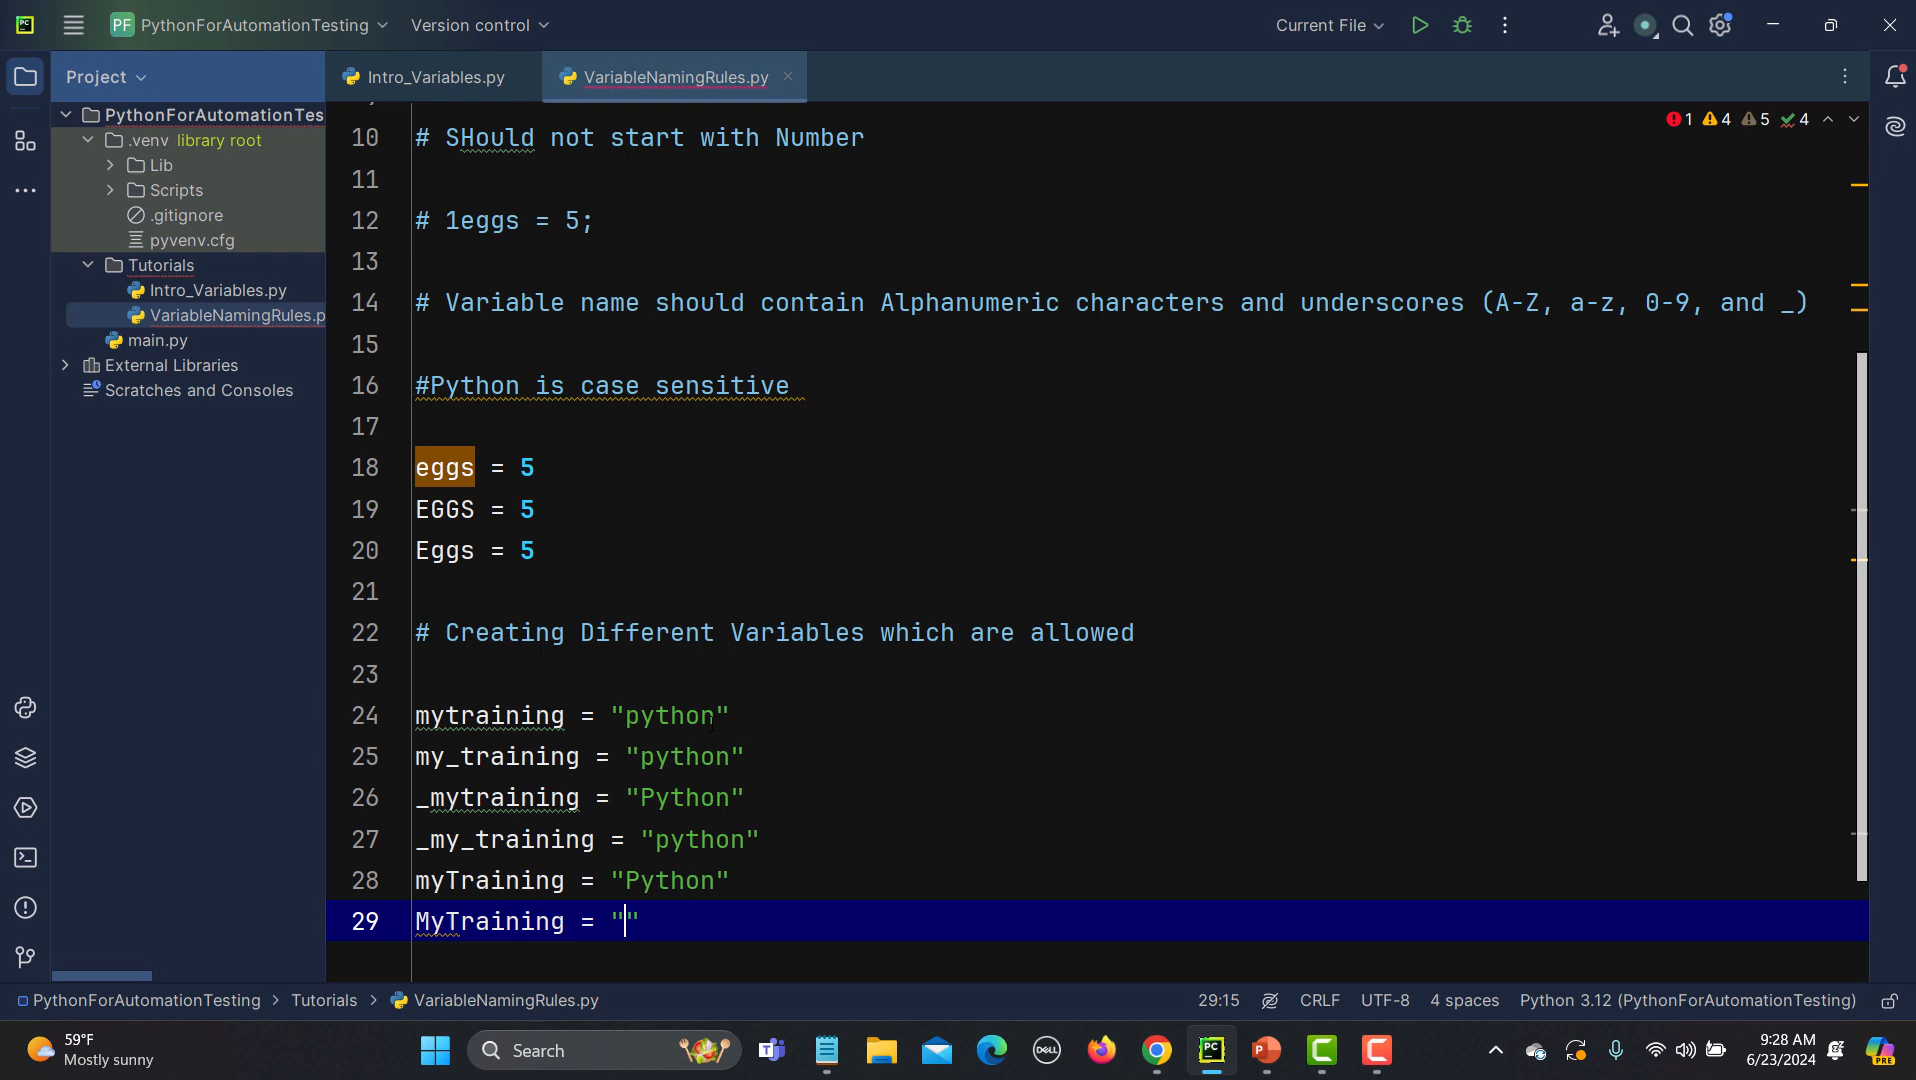 PF PythonForAutomationTesting Version control Current File
Project
Intro_Variables.py VariableNamingRules.py
PythonForAutomationTes
.venv library root
Lib
Scripts
.gitignore
pyvenv.cfg
Tutorials
Intro_Variables.py
VariableNamingRules.p
main.py
External Libraries
Scratches and Consoles
1 4 5 4
10 # SHould not start with Number
11
12 # 1eggs = 5;
13
14 # Variable name should contain Alphanumeric characters and underscores (A-Z, a-z, 0-9, and _)
15
16 #Python is case sensitive
17
18 eggs = 5
19 EGGS = 5
20 Eggs = 5
21
22 # Creating Different Variables which are allowed
23
24 mytraining = "python"
25 my_training = "python"
26 _mytraining = "Python"
27 _my_training = "python"
28 myTraining = "Python"
29 MyTraining = ""
PythonForAutomationTesting > Tutorials > VariableNamingRules.py 29:15 CRLF UTF-8 4 spaces Python 3.12 (PythonForAutomationTesting)
59°F
Mostly sunny
Search
DELL
9:28 AM
6/23/2024
PRE